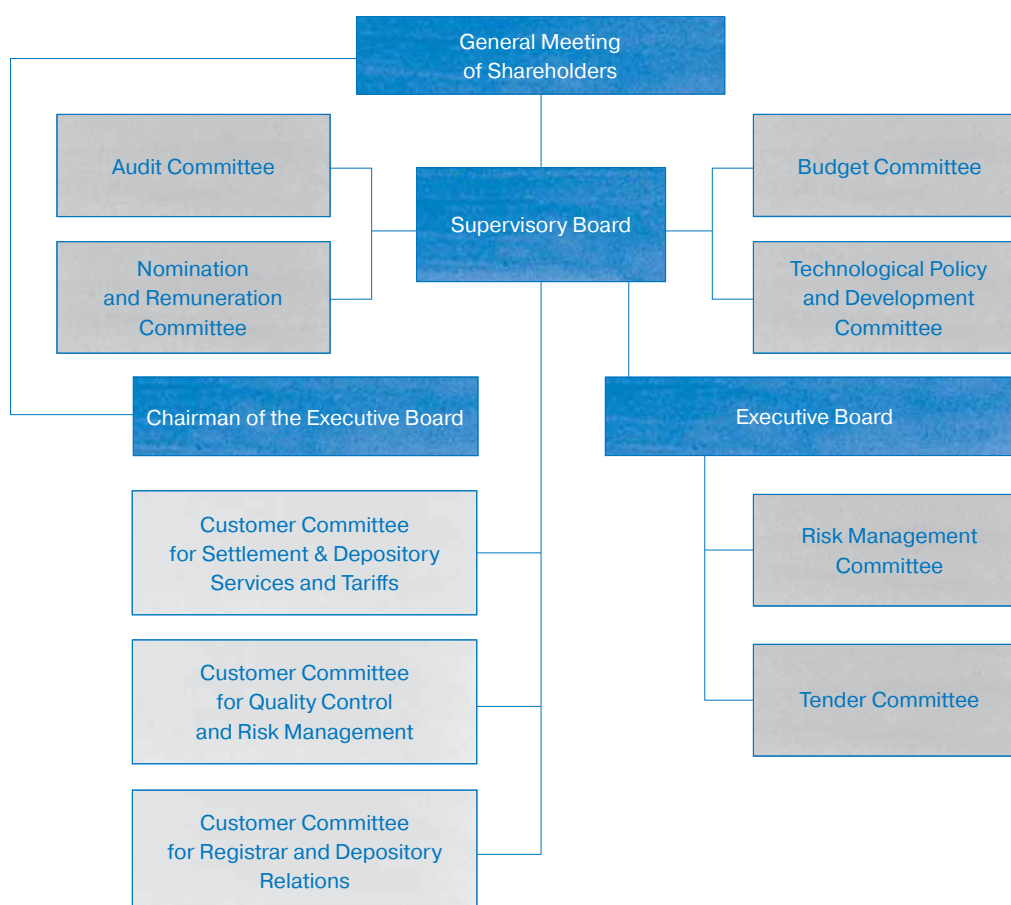 General Meeting
of Shareholders
Audit Committee
Budget Committee
Supervisory Board
Nomination
and Remuneration
Committee
Technological Policy
and Development
Committee
Chairman of the Executive Board
Executive Board
Customer Committee
for Settlement & Depository
Services and Tariffs
Risk Management
Committee
Customer Committee
for Quality Control
and Risk Management
Tender Committee
Customer Committee
for Registrar and Depository
Relations